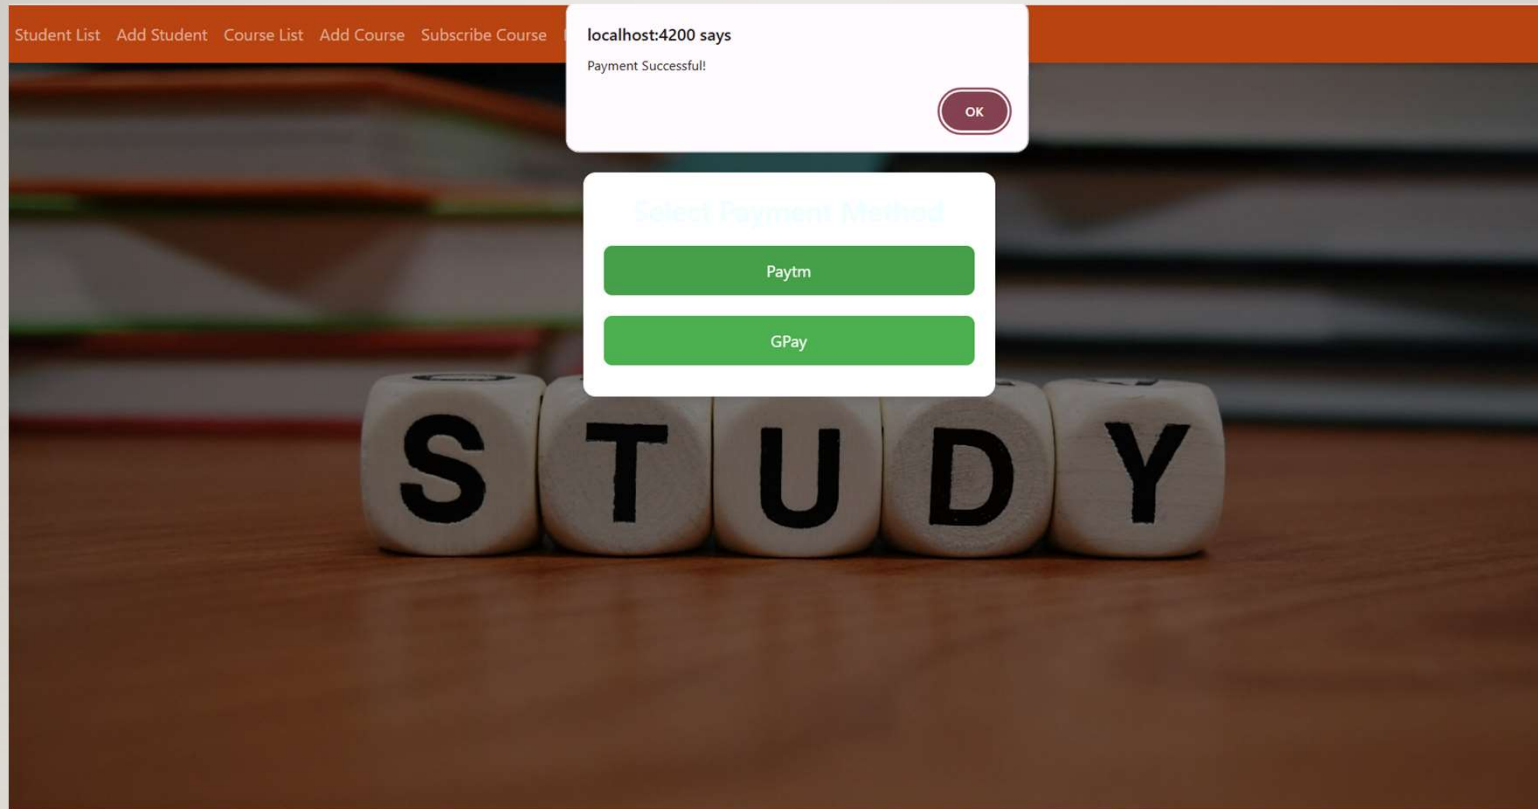 Student List Add Student Course List Add Course Subscribe Course
localhost:4200 says
Payment Successful!
OK
Select Payment Method
Paytm
GPay
STUDY